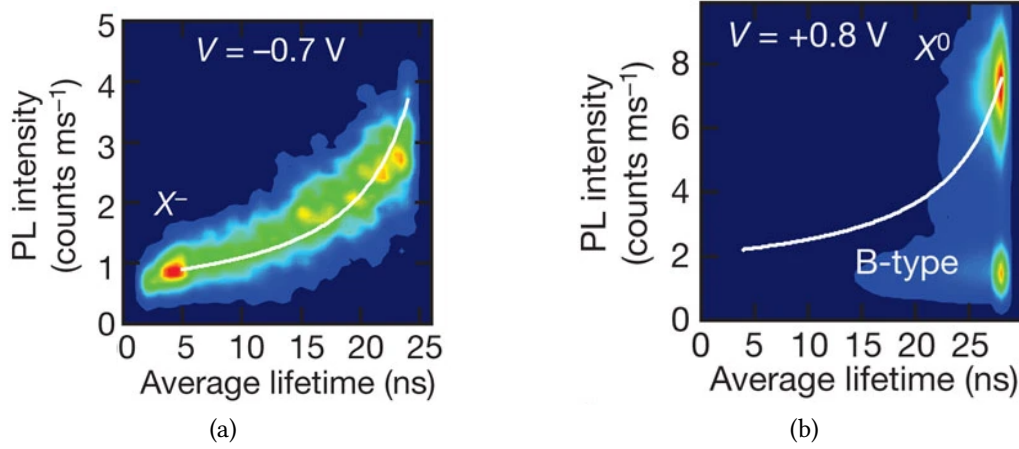 PL intensity
(counts ms⁻¹)
5
4
3
2
1
0
V = −0.7 V
X⁻
0 5 10 15 20 25
Average lifetime (ns)
(a)
PL intensity
(counts ms⁻¹)
8
6
4
2
0
V = +0.8 V
X⁰
B-type
0 5 10 15 20 25
Average lifetime (ns)
(b)